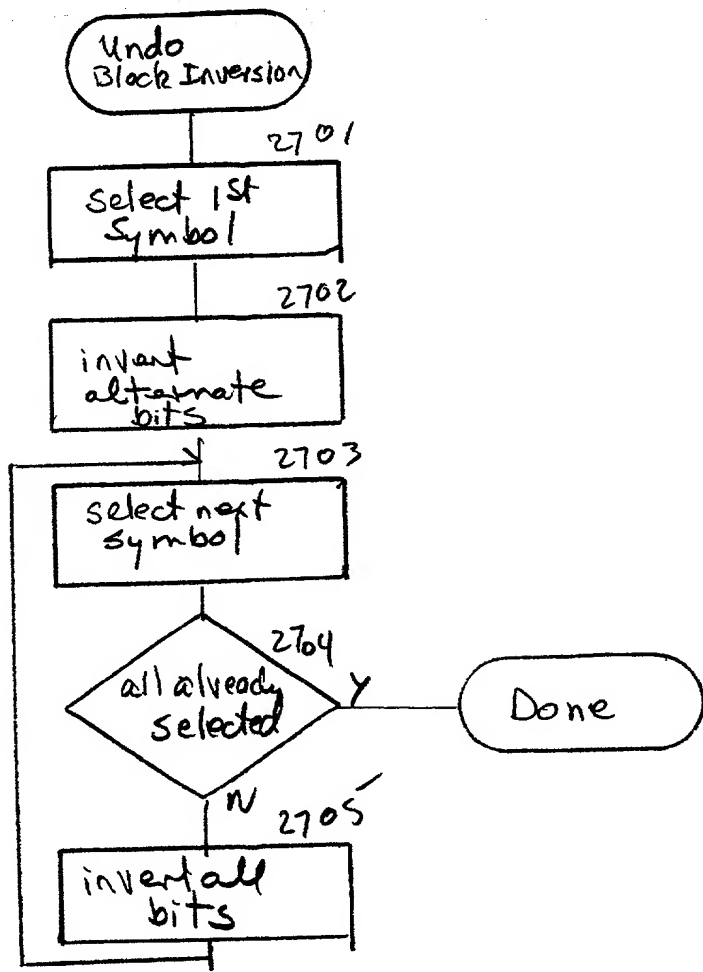 Undo
Block Inversion
2701
select 1st
symbol
2702
invert
alternate
bits
2703
select next
symbol
2704
all already
selected
Y
Done
N
2705
invert all
bits